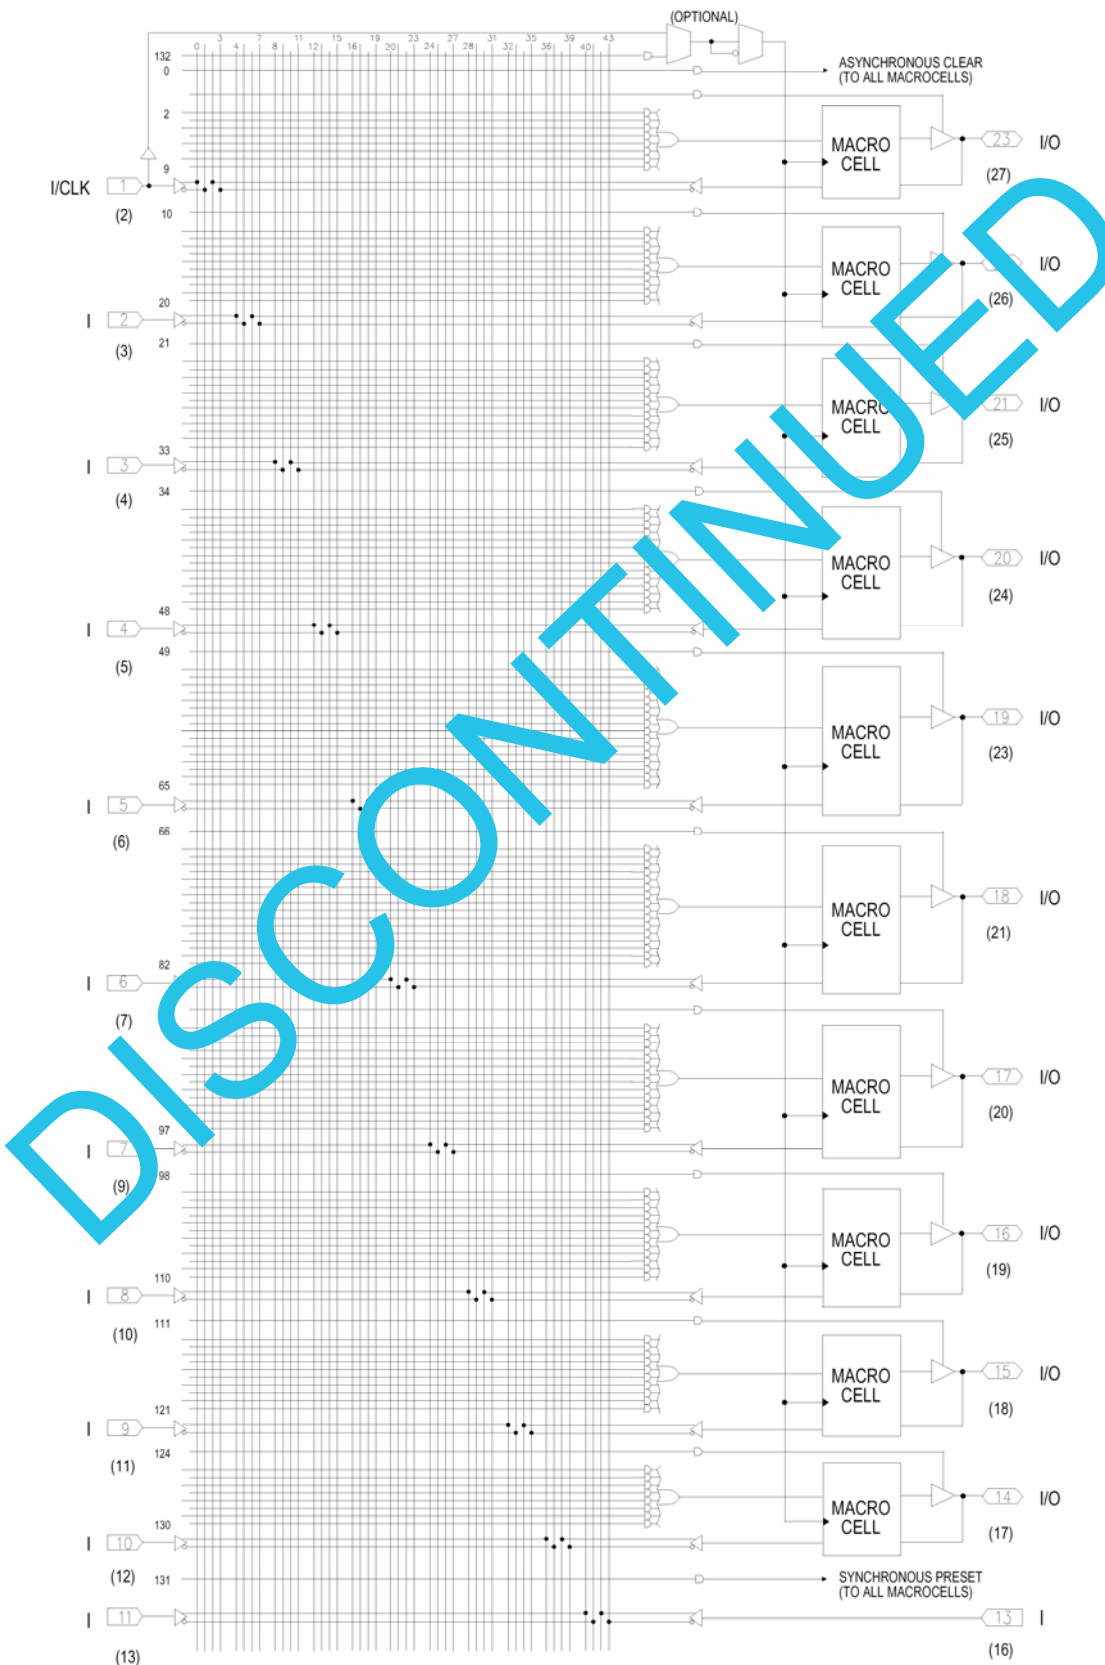 (OPTIONAL)
3 7 11 15 19 23 27 31 35 39 43
0 4 8 12 16 20 24 28 32 36 40
132
0
ASYNCHRONOUS CLEAR
(TO ALL MACROCELLS)
2
MACRO
CELL
23 I/O
9
(27)
I/CLK 1
(2)
10
MACRO
CELL
I/O
(26)
20
I 2
(3)
21
MACRO
CELL
21 I/O
(25)
33
I 3
(4)
34
MACRO
CELL
20 I/O
(24)
48
I 4
(5)
49
MACRO
CELL
19 I/O
(23)
65
I 5
(6)
66
MACRO
CELL
18 I/O
(21)
82
I 6
(7)
MACRO
CELL
17 I/O
(20)
97
I 7
(9)
98
MACRO
CELL
16 I/O
(19)
110
I 8
(10)
111
MACRO
CELL
15 I/O
(18)
121
I 9
(11)
124
MACRO
CELL
14 I/O
(17)
130
I 10
(12)
131
SYNCHRONOUS PRESET
(TO ALL MACROCELLS)
I 11
(13)
13 I
(16)
DISCONTINUED